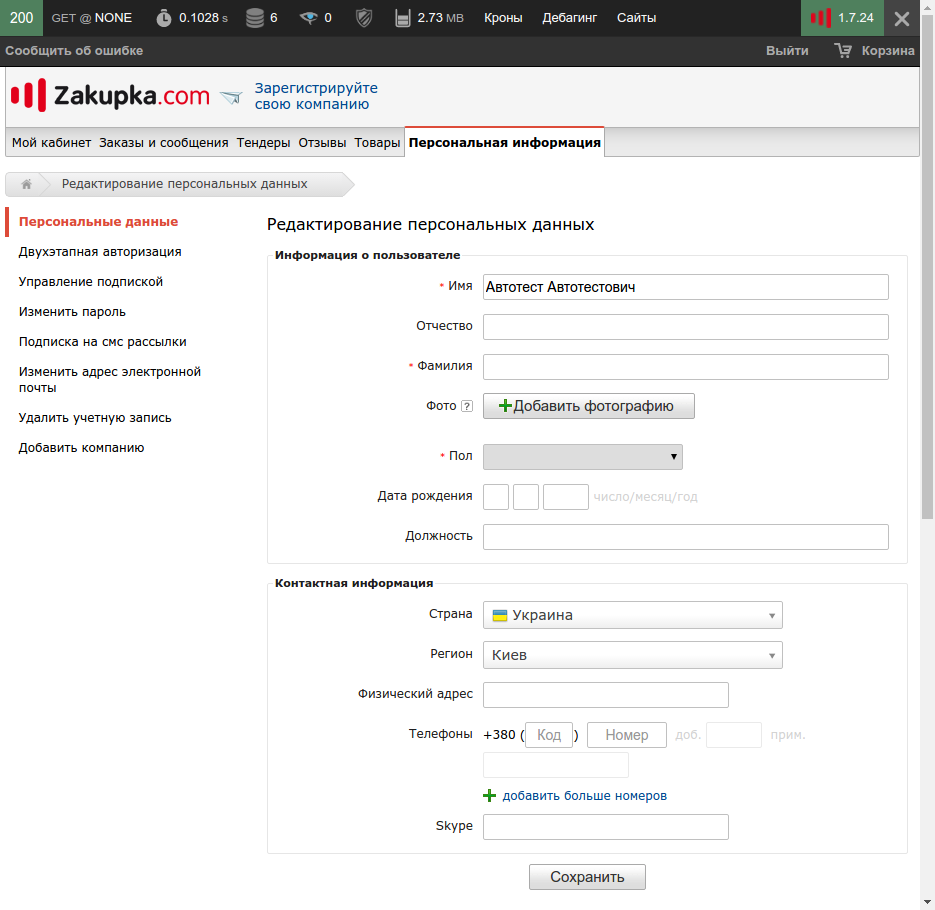 200 GET @ NONE 0.1028 s 6 0 2.73 MB Кроны Дебагинг Сайты 1.7.24
Сообщить об ошибке Выйти Корзина
Zakupka.com Зарегистрируйте
свою компанию
Мой кабинет Заказы и сообщения Тендеры Отзывы Товары Персональная информация
Редактирование персональных данных
Персональные данные
Двухэтапная авторизация
Управление подпиской
Изменить пароль
Подписка на смс рассылки
Изменить адрес электронной
почты
Удалить учетную запись
Добавить компанию
Редактирование персональных данных
Информация о пользователе
* Имя Автотест Автотестович
Отчество
* Фамилия
Фото ? Добавить фотографию
* Пол
Дата рождения число/месяц/год
Должность
Контактная информация
Страна Украина
Регион Киев
Физический адрес
Телефоны +380 ( Код ) Номер доб. прим.
добавить больше номеров
Skype
Сохранить